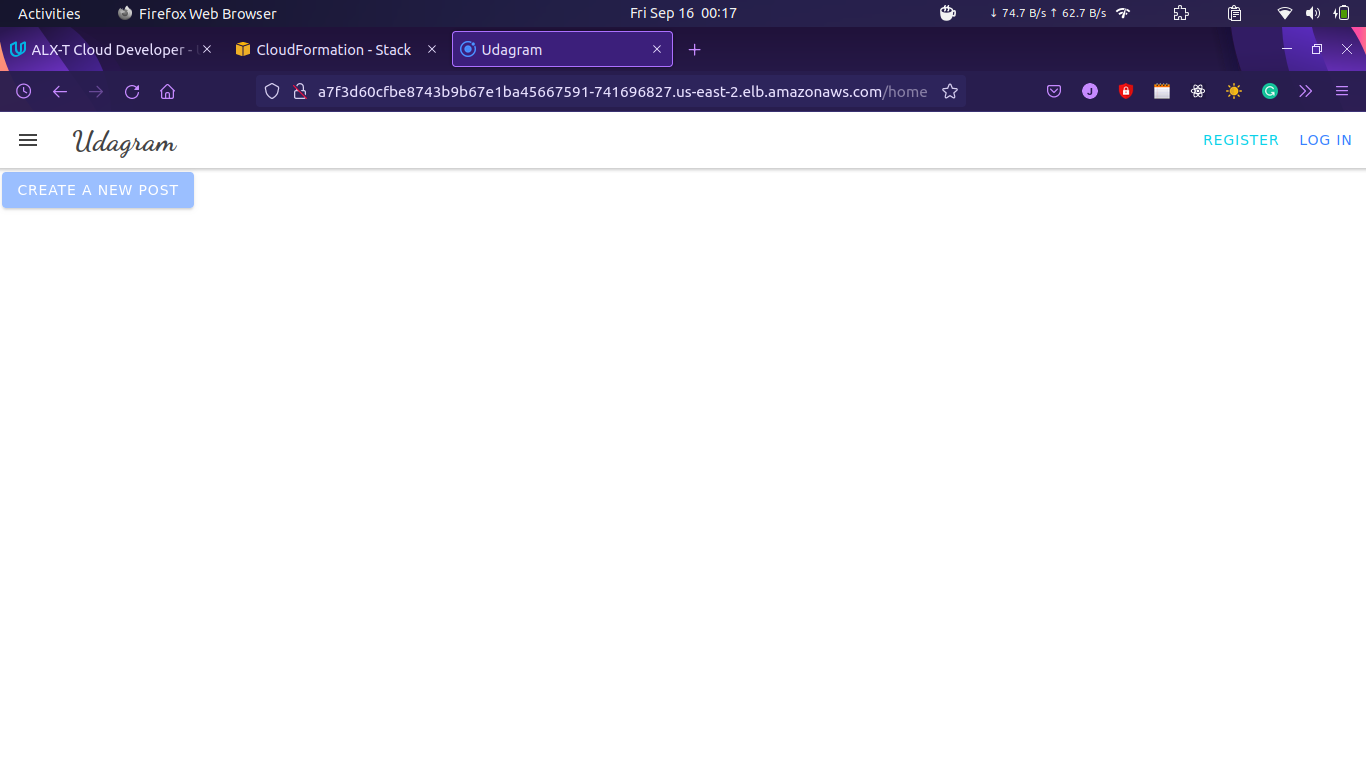 Activities Firefox Web Browser Fri Sep 16 00:17 ↓ 74.7 B/s ↑ 62.7 B/s
ALX-T Cloud Developer - CloudFormation - Stack Udagram
a7f3d60cfbe8743b9b67e1ba45667591-741696827.us-east-2.elb.amazonaws.com/home
Udagram REGISTER LOG IN
CREATE A NEW POST